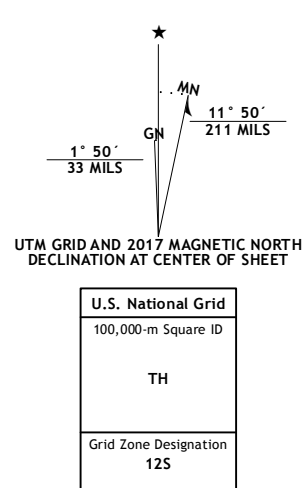 ★
MN
11° 50´
211 MILS
GN
1° 50´
33 MILS
UTM GRID AND 2017 MAGNETIC NORTH
DECLINATION AT CENTER OF SHEET
U.S. National Grid
100,000-m Square ID
TH
Grid Zone Designation
12S